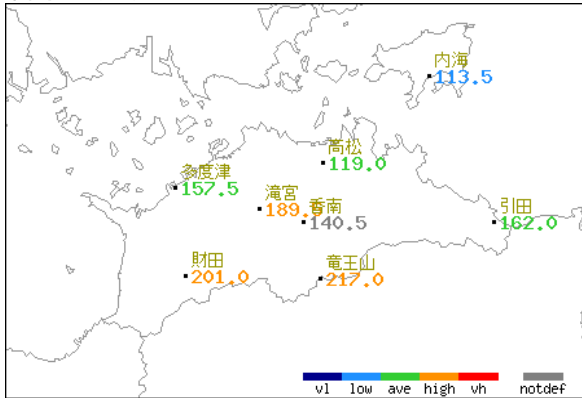 内海
113.5
高松
119.0
多度津
157.5
滝宮
189.
香南
140.5
引田
162.0
財田
201.0
竜王山
217.0
vl low ave high vh notdef